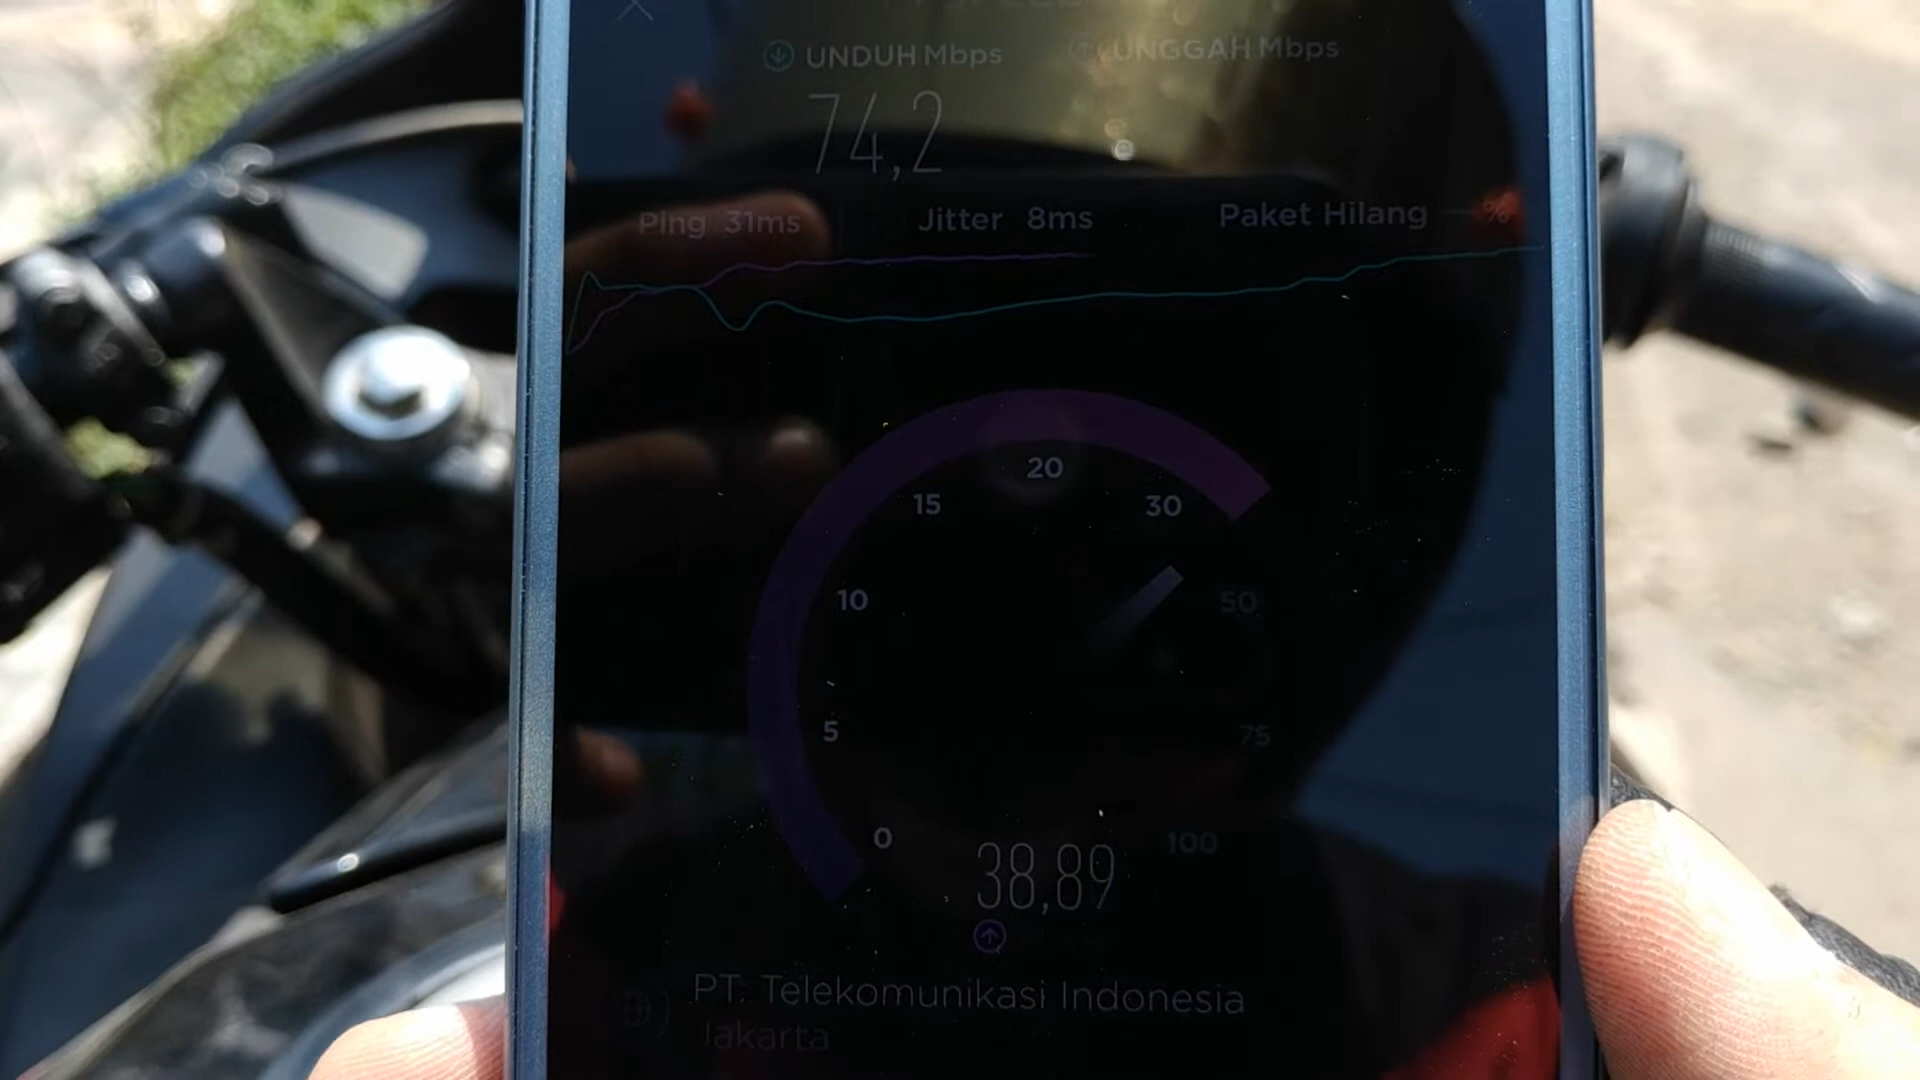 UNDUH Mbps
UNGGAH Mbps
74,2
Ping 31ms
Jitter 8ms
Paket Hilang — %
20
15
30
10
50
5
75
0
100
38,89
PT. Telekomunikasi Indonesia
Jakarta